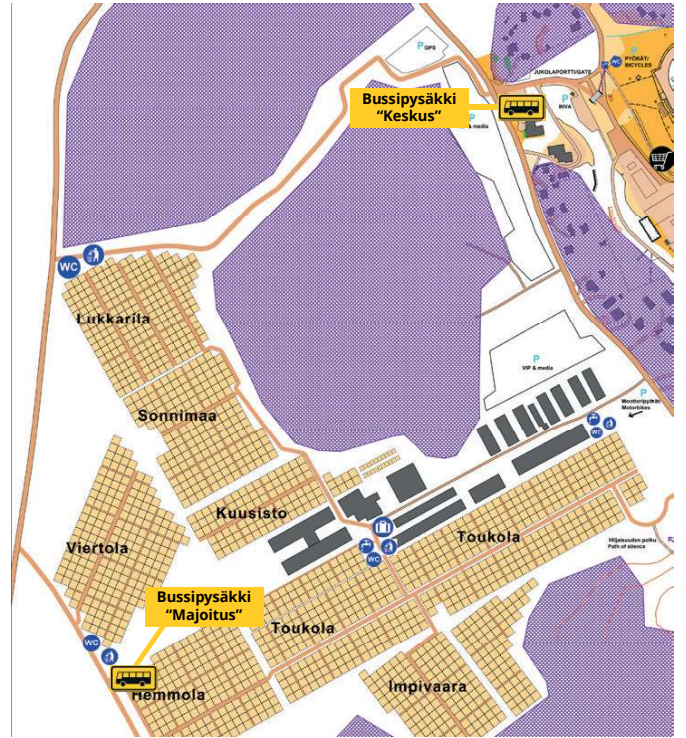 P GPS
P
PYÖRÄT/
BICYCLES
WC
JUKOLAPORTTI/GATE
Bussipysäkki
“Keskus”
P
INVA
P
& media
WC
Lukkarila
Sonnimaa
P
VIP & media
P
Moottoripyörät
Motorbikes
WC
Kuusisto
Viertola
Toukola
Hiljaisuuden polku
Path of silence
WC
Bussipysäkki
“Majoitus”
Toukola
WC
Hemmola
Impivaara